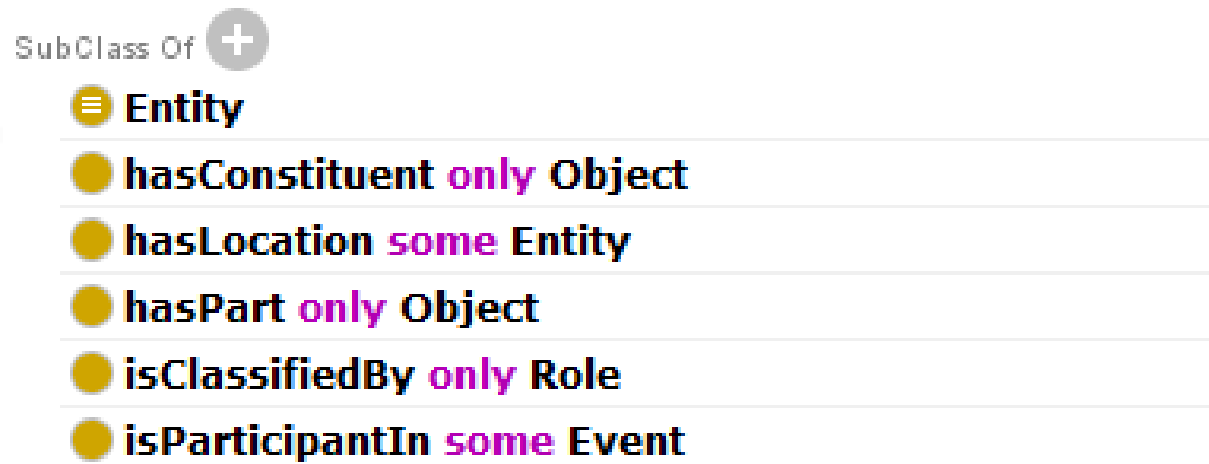 SubClass Of
Entity
hasConstituent only Object
hasLocation some Entity
hasPart only Object
isClassifiedBy only Role
isParticipantIn some Event